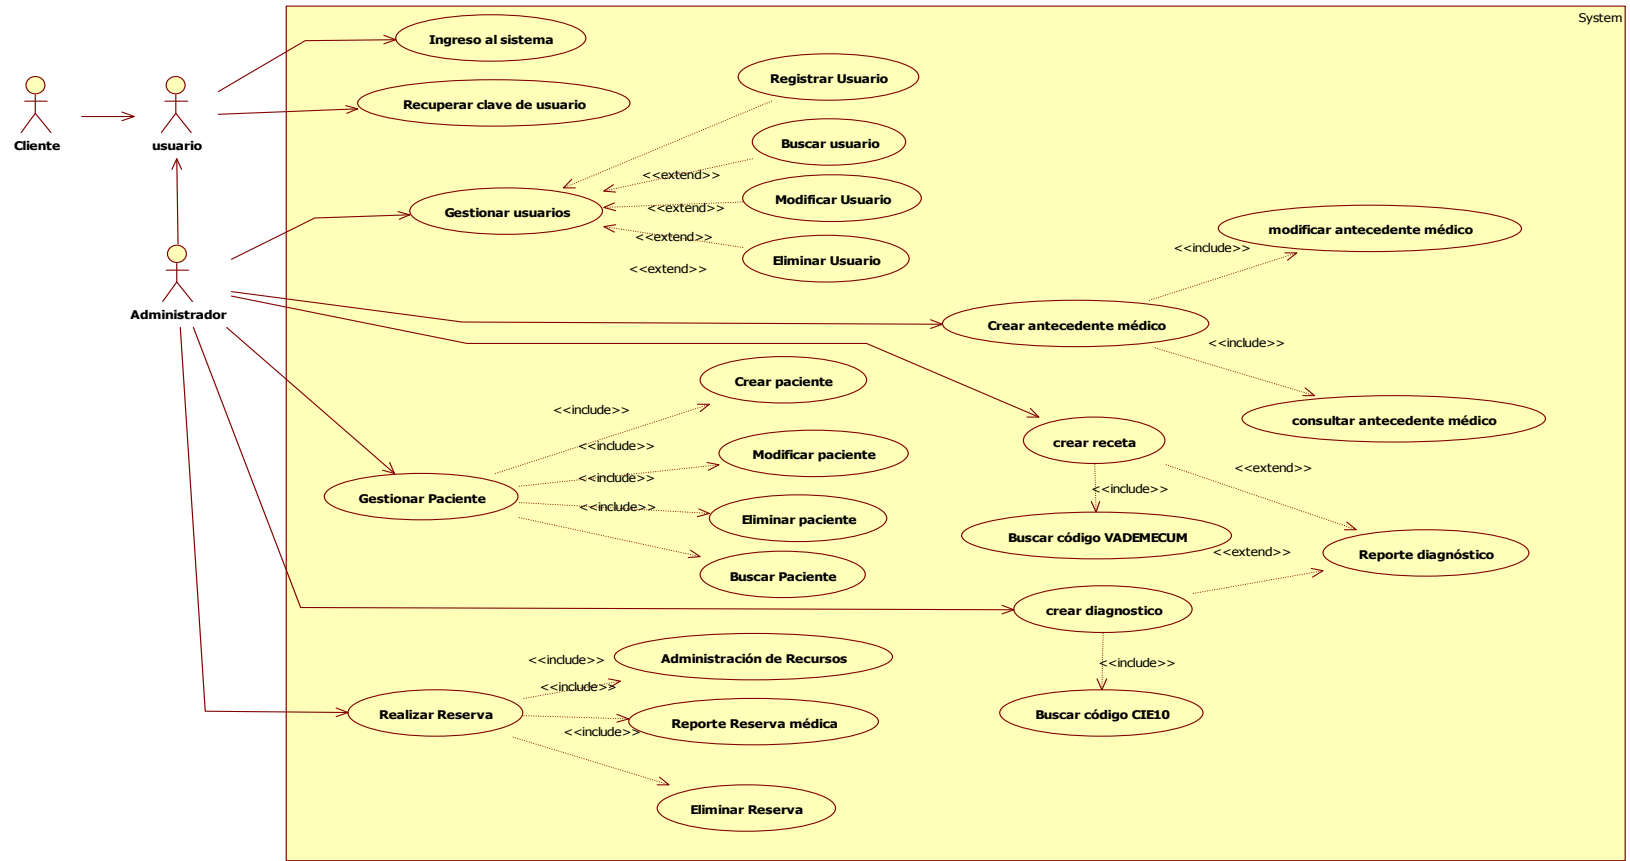 System
Ingreso al sistema
Registrar Usuario
Recuperar clave de usuario
Cliente
usuario
Buscar usuario
<<extend>>
Modificar Usuario
<<extend>>
Gestionar usuarios
<<extend>>
Eliminar Usuario
<<extend>>
modificar antecedente médico
<<include>>
Administrador
Crear antecedente médico
<<include>>
Crear paciente
<<include>>
consultar antecedente médico
crear receta
<<include>>
Modificar paciente
<<extend>>
<<include>>
<<include>>
Gestionar Paciente
<<include>>
Eliminar paciente
Buscar código VADEMECUM
<<extend>>
Reporte diagnóstico
Buscar Paciente
crear diagnostico
<<include>>
Administración de Recursos
<<include>>
<<include>>
Realizar Reserva
Buscar código CIE10
Reporte Reserva médica
<<include>>
Eliminar Reserva